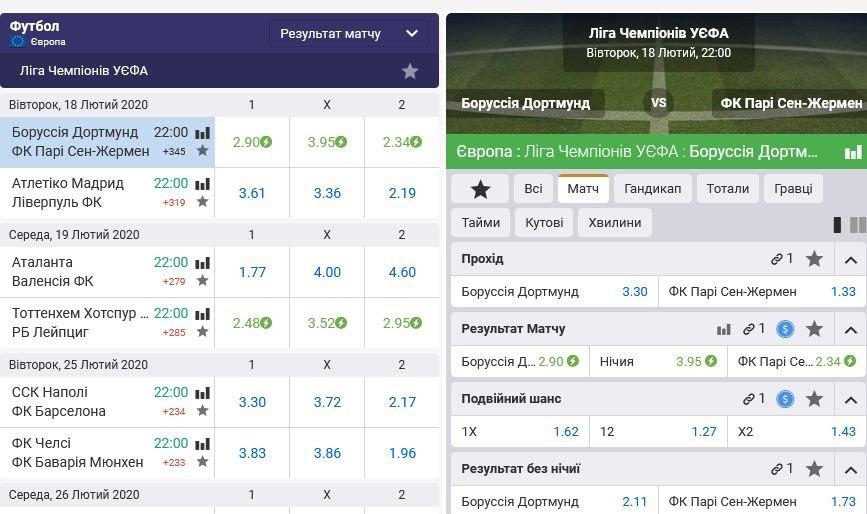 Футбол
Європа
Результат матчу
Ліга Чемпіонів УЄФА
Вівторок, 18 Лютий 2020 1 X 2
Боруссія Дортмунд 22:00
ФК Парі Сен-Жермен +345
2.90 3.95 2.34
Атлетіко Мадрид 22:00
Ліверпуль ФК +319
3.61 3.36 2.19
Середа, 19 Лютий 2020 1 X 2
Аталанта 22:00
Валенсія ФК +279
1.77 4.00 4.60
Тоттенхем Хотспур ... 22:00
РБ Лейпциг +285
2.48 3.52 2.95
Вівторок, 25 Лютий 2020 1 X 2
ССК Наполі 22:00
ФК Барселона +234
3.30 3.72 2.17
ФК Челсі 22:00
ФК Баварія Мюнхен +233
3.83 3.86 1.96
Середа, 26 Лютий 2020 1 X 2
Ліга Чемпіонів УЄФА
Вівторок, 18 Лютий, 22:00
Боруссія Дортмунд VS ФК Парі Сен-Жермен
Європа : Ліга Чемпіонів УЄФА : Боруссія Дортм...
Всі Матч Гандикап Тотали Гравці
Тайми Кутові Хвилини
Прохід 1
Боруссія Дортмунд 3.30 ФК Парі Сен-Жермен 1.33
Результат Матчу 1 $
Боруссія Д... 2.90 Нічия 3.95 ФК Парі Се... 2.34
Подвійний шанс 1 $
1X 1.62 12 1.27 X2 1.43
Результат без нічиї 1
Боруссія Дортмунд 2.11 ФК Парі Сен-Жермен 1.73